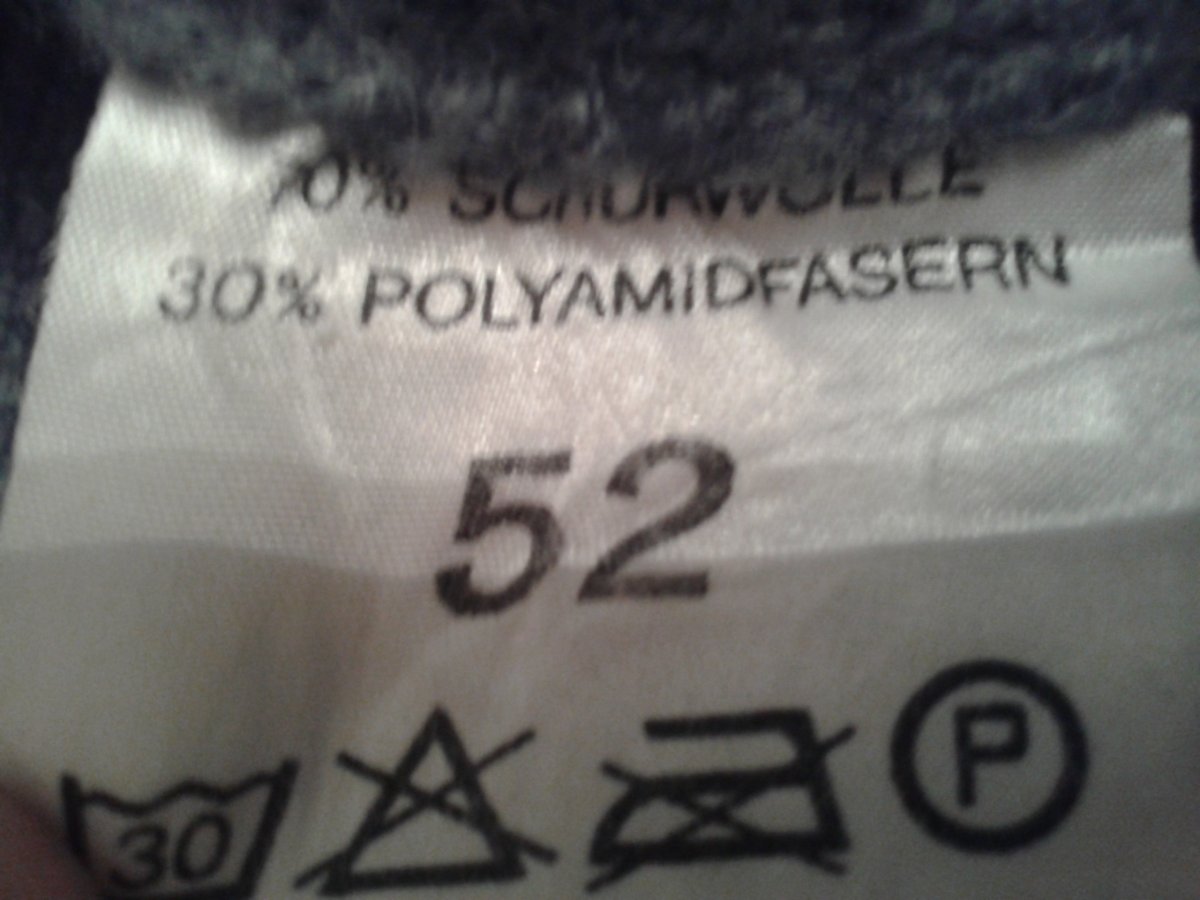 70% SCHURWOLLE
30% POLYAMiDFASERN
52
30
P